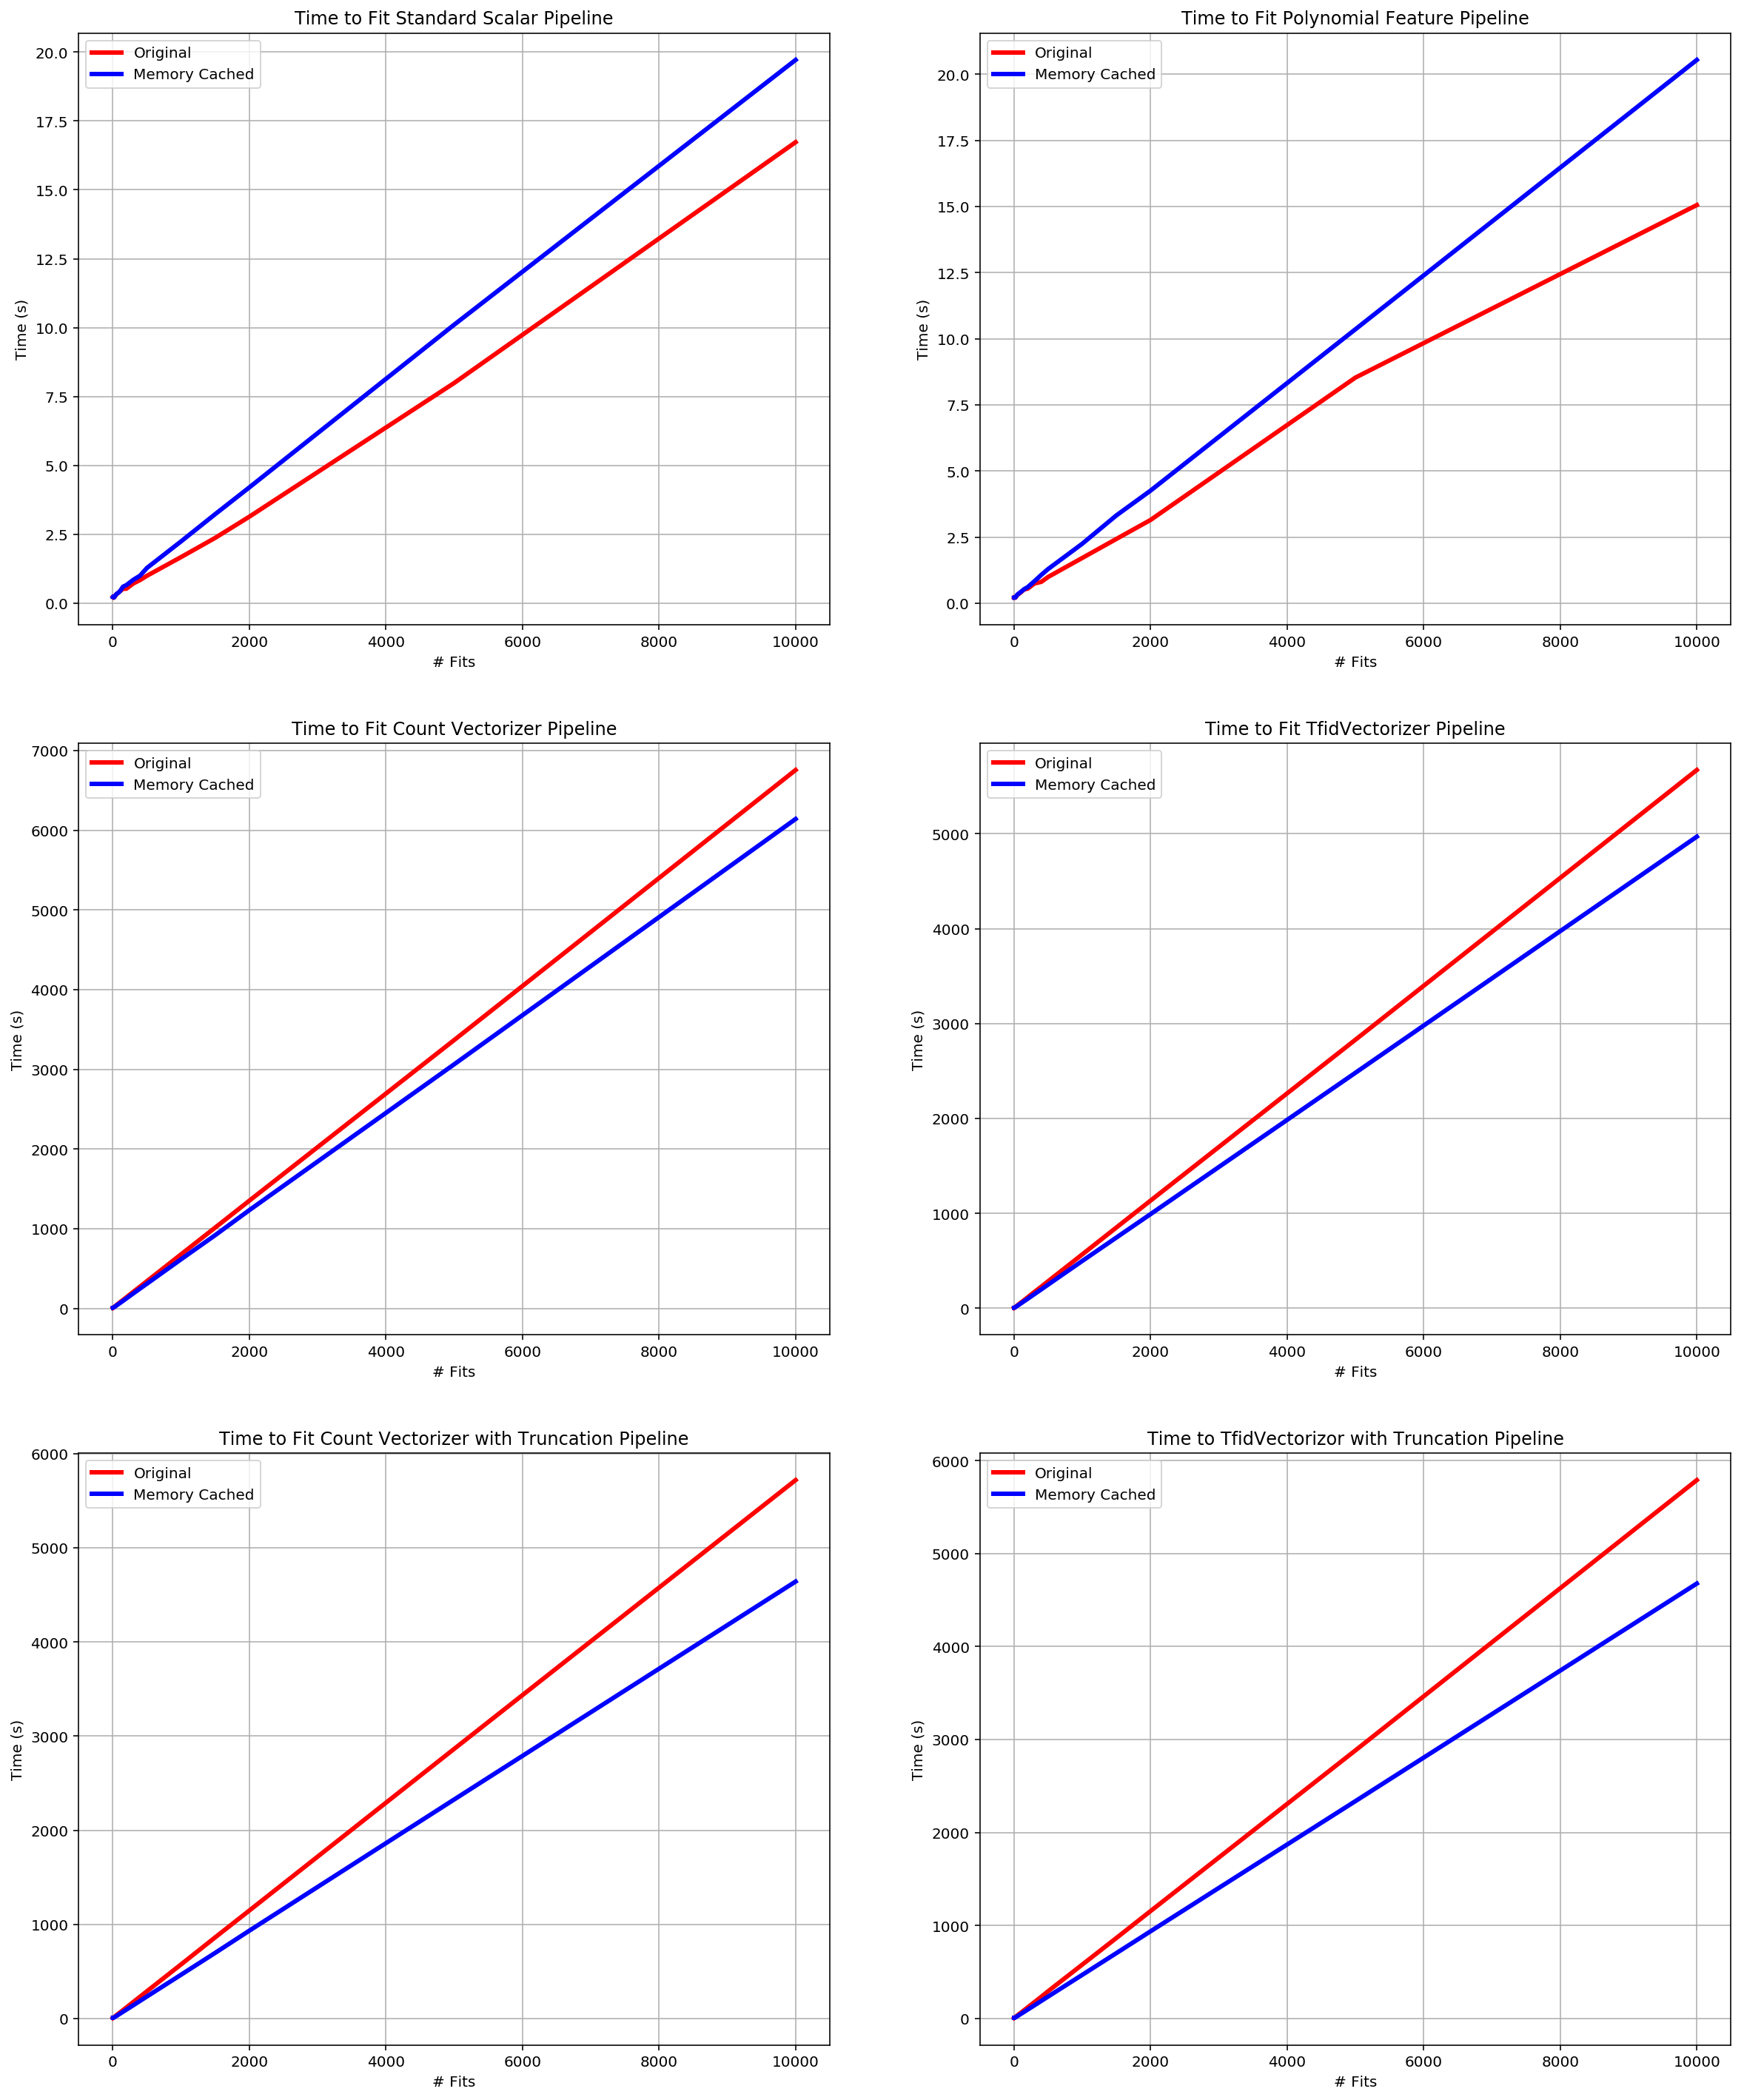 Time to Fit Standard Scalar Pipeline
Original
Memory Cached
20.0
17.5
15.0
12.5
10.0
7.5
5.0
2.5
0.0
Time (s)
0 2000 4000 6000 8000 10000
# Fits
Time to Fit Polynomial Feature Pipeline
Original
Memory Cached
20.0
17.5
15.0
12.5
10.0
7.5
5.0
2.5
0.0
Time (s)
0 2000 4000 6000 8000 10000
# Fits
Time to Fit Count Vectorizer Pipeline
Original
Memory Cached
7000
6000
5000
4000
3000
2000
1000
0
Time (s)
0 2000 4000 6000 8000 10000
# Fits
Time to Fit TfidVectorizer Pipeline
Original
Memory Cached
5000
4000
3000
2000
1000
0
Time (s)
0 2000 4000 6000 8000 10000
# Fits
Time to Fit Count Vectorizer with Truncation Pipeline
Original
Memory Cached
6000
5000
4000
3000
2000
1000
0
Time (s)
0 2000 4000 6000 8000 10000
# Fits
Time to TfidVectorizor with Truncation Pipeline
Original
Memory Cached
6000
5000
4000
3000
2000
1000
0
Time (s)
0 2000 4000 6000 8000 10000
# Fits